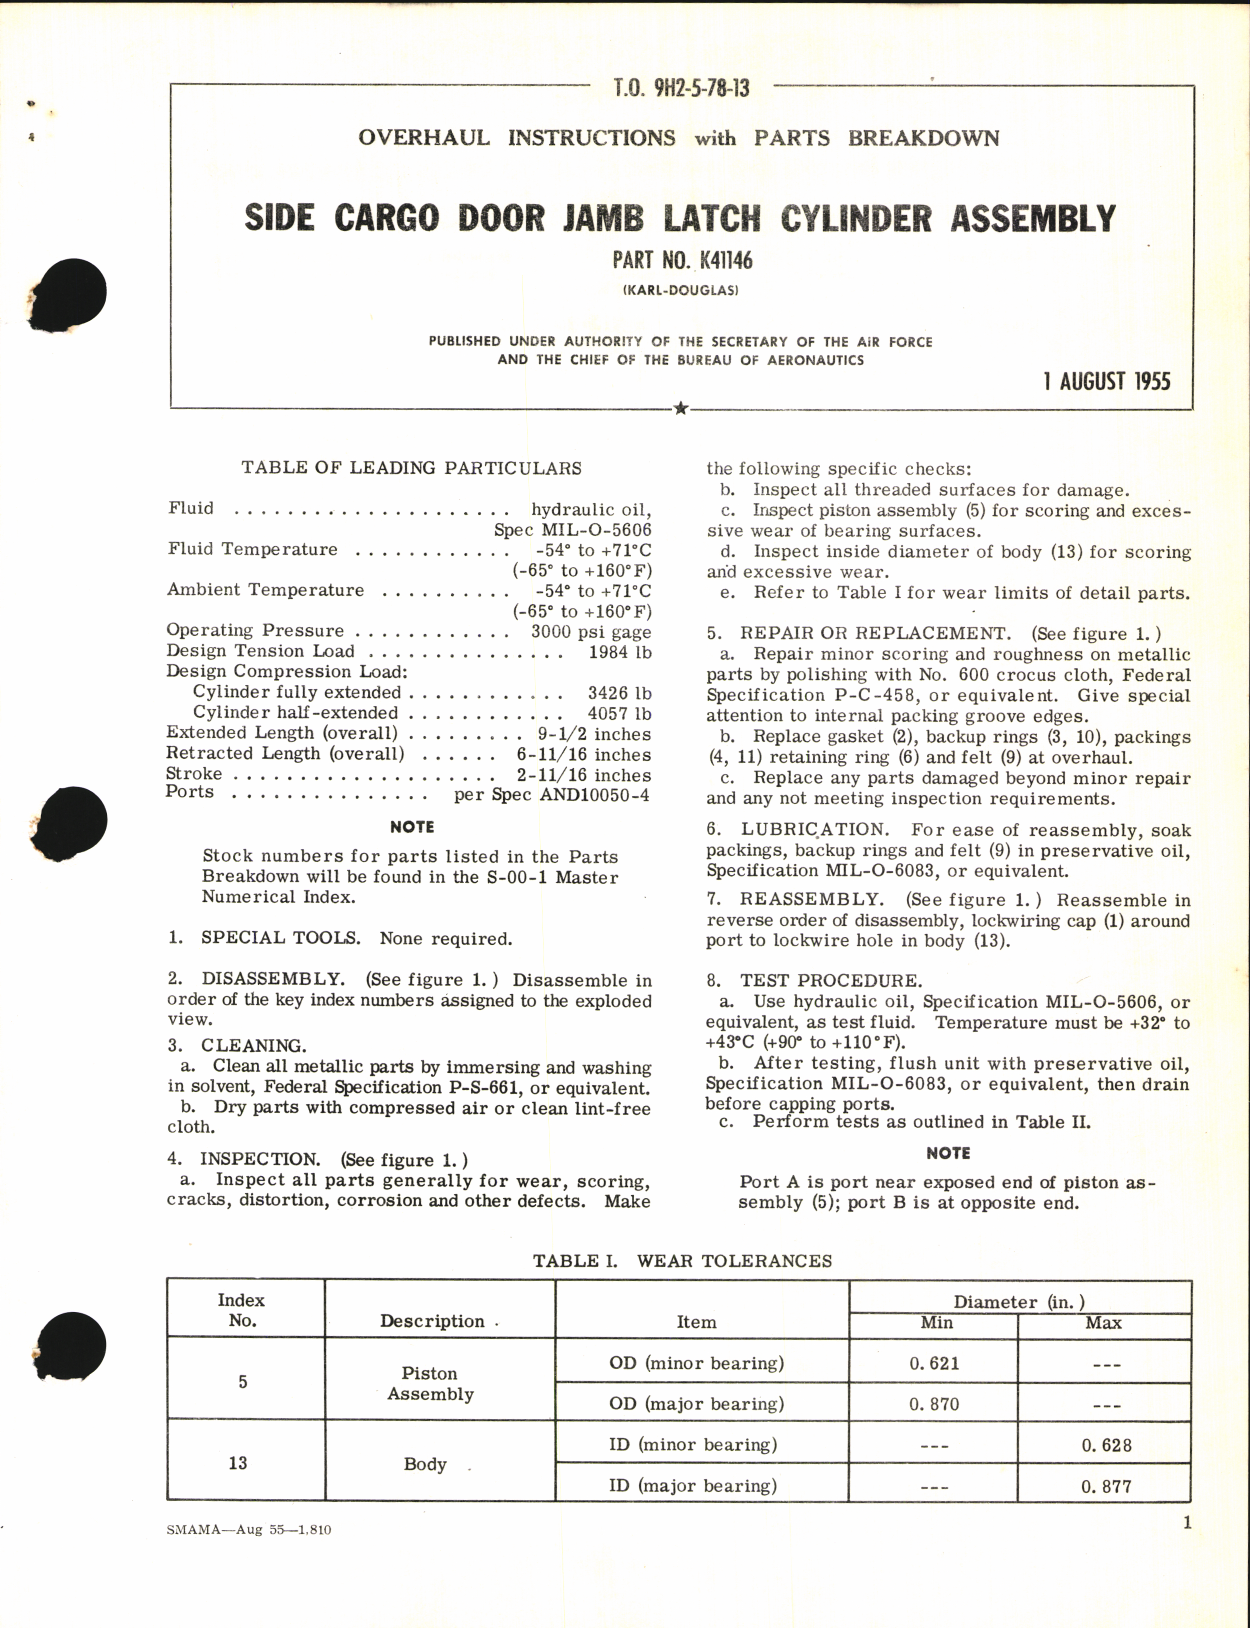 T.O. 9H2-5-78-13
OVERHAUL INSTRUCTIONS with PARTS BREAKDOWN
SIDE CARGO DOOR JAMB LATCH CYLINDER ASSEMBLY
PART NO. K41146
(KARL-DOUGLAS)
PUBLISHED UNDER AUTHORITY OF THE SECRETARY OF THE AIR FORCE
AND THE CHIEF OF THE BUREAU OF AERONAUTICS
1 AUGUST 1955
TABLE OF LEADING PARTICULARS
Fluid . . . . . . . . . . . . . . . . . . . . . hydraulic oil,
Spec MIL-O-5606
Fluid Temperature . . . . . . . . . . . . -54° to +71°C
(-65° to +160°F)
Ambient Temperature . . . . . . . . . . -54° to +71°C
(-65° to +160°F)
Operating Pressure . . . . . . . . . . . . 3000 psi gage
Design Tension Load . . . . . . . . . . . . . . . 1984 lb
Design Compression Load:
Cylinder fully extended . . . . . . . . . . . . 3426 lb
Cylinder half-extended . . . . . . . . . . . . 4057 lb
Extended Length (overall) . . . . . . . . . 9-1/2 inches
Retracted Length (overall) . . . . . . 6-11/16 inches
Stroke . . . . . . . . . . . . . . . . . . . . 2-11/16 inches
Ports . . . . . . . . . . . . . . . per Spec AND10050-4
NOTE
Stock numbers for parts listed in the Parts
Breakdown will be found in the S-00-1 Master
Numerical Index.
1. SPECIAL TOOLS. None required.
2. DISASSEMBLY. (See figure 1. ) Disassemble in
order of the key index numbers assigned to the exploded
view.
3. CLEANING.
a. Clean all metallic parts by immersing and washing
in solvent, Federal Specification P-S-661, or equivalent.
b. Dry parts with compressed air or clean lint-free
cloth.
4. INSPECTION. (See figure 1. )
a. Inspect all parts generally for wear, scoring,
cracks, distortion, corrosion and other defects. Make
the following specific checks:
b. Inspect all threaded surfaces for damage.
c. Inspect piston assembly (5) for scoring and exces-
sive wear of bearing surfaces.
d. Inspect inside diameter of body (13) for scoring
and excessive wear.
e. Refer to Table I for wear limits of detail parts.
5. REPAIR OR REPLACEMENT. (See figure 1. )
a. Repair minor scoring and roughness on metallic
parts by polishing with No. 600 crocus cloth, Federal
Specification P-C-458, or equivalent. Give special
attention to internal packing groove edges.
b. Replace gasket (2), backup rings (3, 10), packings
(4, 11) retaining ring (6) and felt (9) at overhaul.
c. Replace any parts damaged beyond minor repair
and any not meeting inspection requirements.
6. LUBRICATION. For ease of reassembly, soak
packings, backup rings and felt (9) in preservative oil,
Specification MIL-O-6083, or equivalent.
7. REASSEMBLY. (See figure 1. ) Reassemble in
reverse order of disassembly, lockwiring cap (1) around
port to lockwire hole in body (13).
8. TEST PROCEDURE.
a. Use hydraulic oil, Specification MIL-O-5606, or
equivalent, as test fluid. Temperature must be +32° to
+43°C (+90° to +110°F).
b. After testing, flush unit with preservative oil,
Specification MIL-O-6083, or equivalent, then drain
before capping ports.
c. Perform tests as outlined in Table II.
NOTE
Port A is port near exposed end of piston as-
sembly (5); port B is at opposite end.
TABLE I. WEAR TOLERANCES
Index No. Description Item Diameter (in. )
Min Max
5 Piston Assembly OD (minor bearing) 0.621 ---
OD (major bearing) 0.870 ---
13 Body ID (minor bearing) --- 0.628
ID (major bearing) --- 0.877
SMAMA—Aug 55—1,810
1